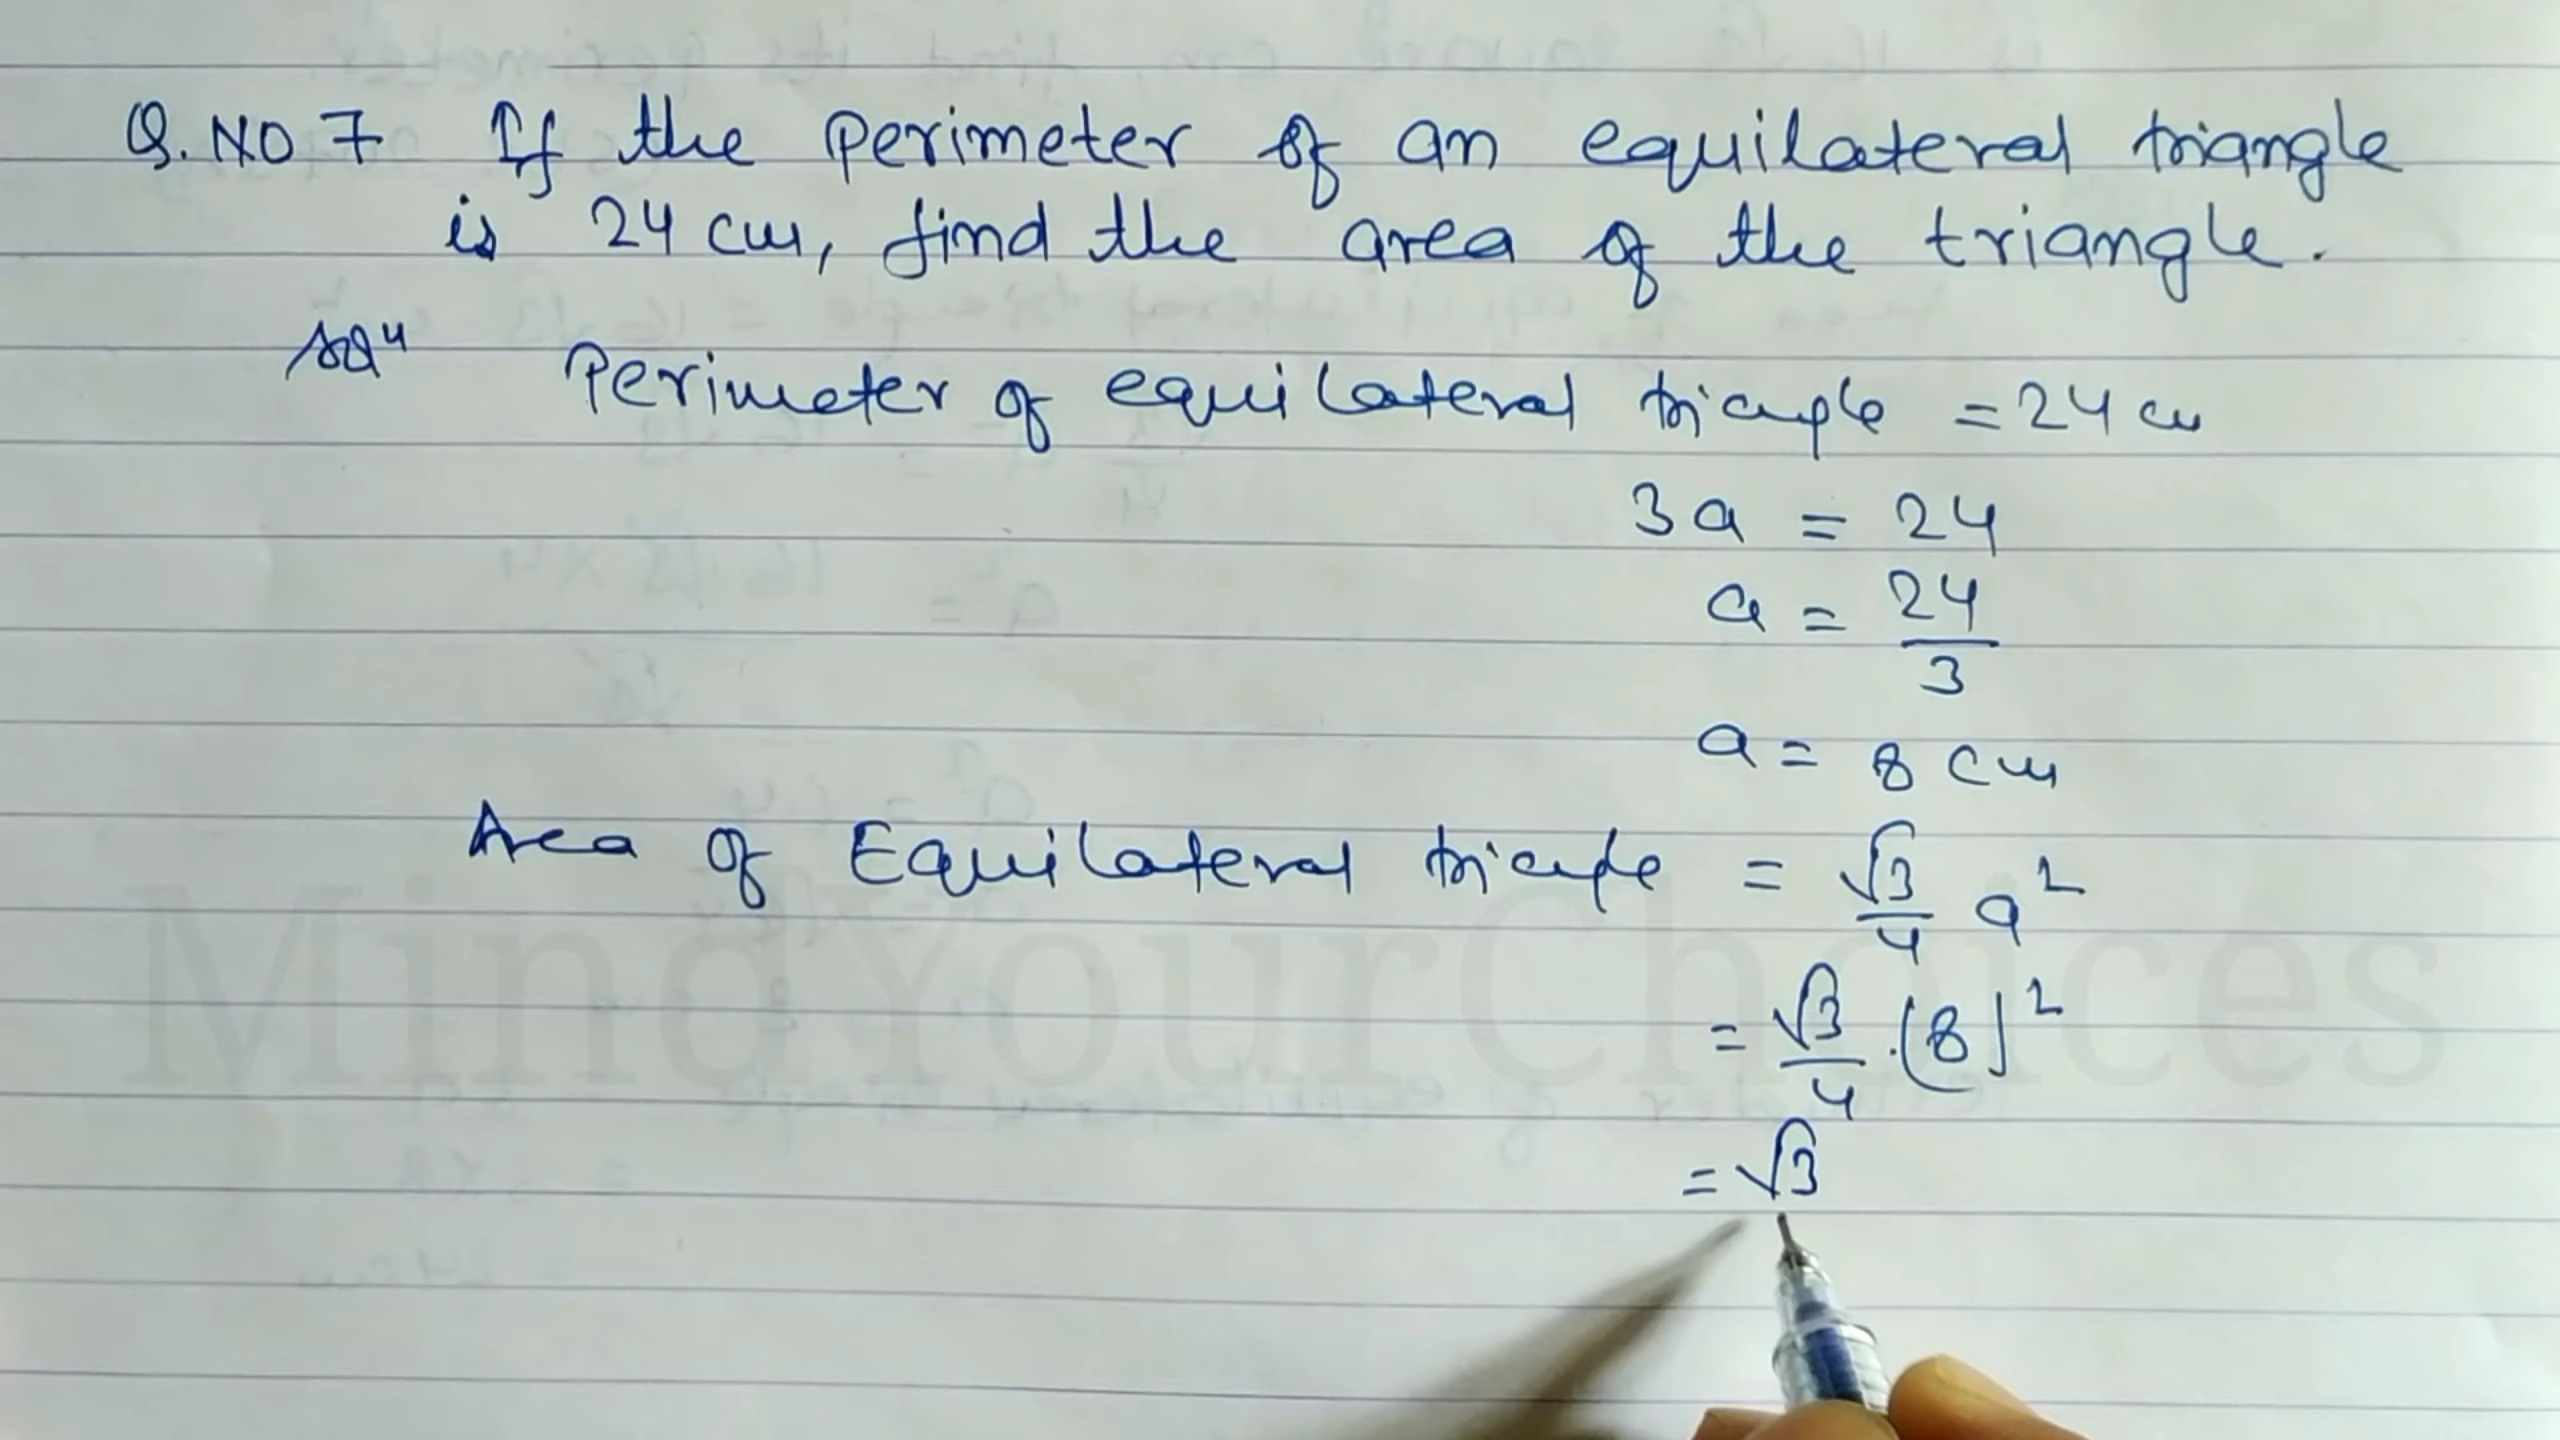 Q. NO 7 If the perimeter of an equilateral triangle
is 24 cm, find the area of the triangle.
Solⁿ Perimeter of equilateral triangle = 24 cm
3a = 24
a = 24/3
a = 8 cm
Area of Equilateral triangle = √3/4 a²
= √3/4 · (8)²
= √3
MindYourChoices